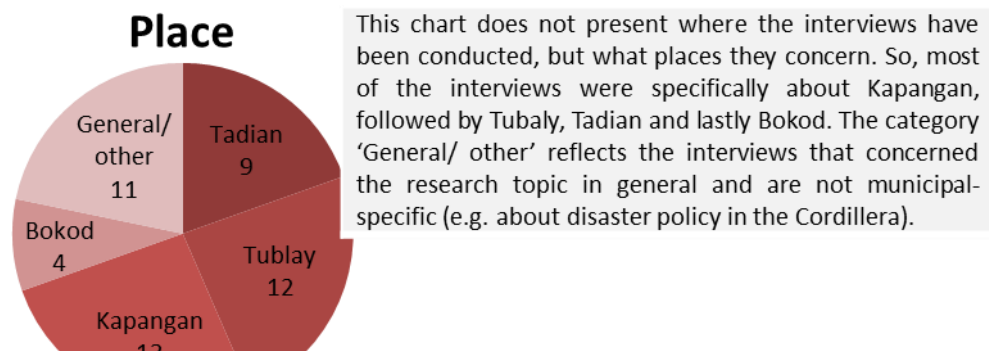 Place
This chart does not present where the interviews have
been conducted, but what places they concern. So, most
of the interviews were specifically about Kapangan,
followed by Tubaly, Tadian and lastly Bokod. The category
‘General/ other’ reflects the interviews that concerned
the research topic in general and are not municipal-
specific (e.g. about disaster policy in the Cordillera).
General/
other
11
Tadian
9
Bokod
4
Tublay
12
Kapangan